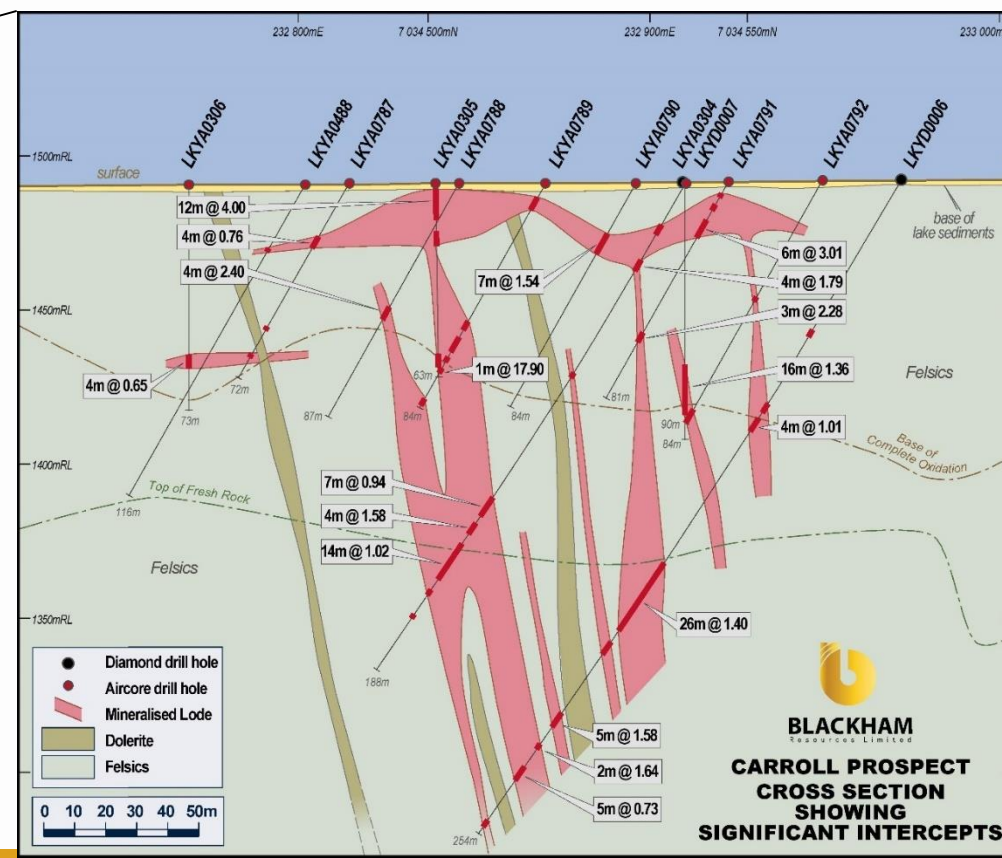 232 800mE
7 034 500mN
232 900mE
7 034 550mN
233 000m
LKYA0306
LKYA0488
LKYA0787
LKYA0305
LKYA0788
LKYA0789
LKYA0790
LKYA0304
LKYD0007
LKYA0791
LKYA0792
LKYD0006
1500mRL
surface
base of
lake sediments
12m @ 4.00
4m @ 0.76
4m @ 2.40
7m @ 1.54
6m @ 3.01
4m @ 1.79
3m @ 2.28
1450mRL
4m @ 0.65
1m @ 17.90
16m @ 1.36
4m @ 1.01
Felsics
73m
72m
87m
63m
84m
84m
81m
90m
84m
Base of
Complete Oxidation
1400mRL
Top of Fresh Rock
116m
7m @ 0.94
4m @ 1.58
14m @ 1.02
Felsics
26m @ 1.40
1350mRL
188m
5m @ 1.58
2m @ 1.64
5m @ 0.73
254m
Diamond drill hole
Aircore drill hole
Mineralised Lode
Dolerite
Felsics
0 10 20 30 40 50m
BLACKHAM
Resources Limited
CARROLL PROSPECT
CROSS SECTION
SHOWING
SIGNIFICANT INTERCEPTS